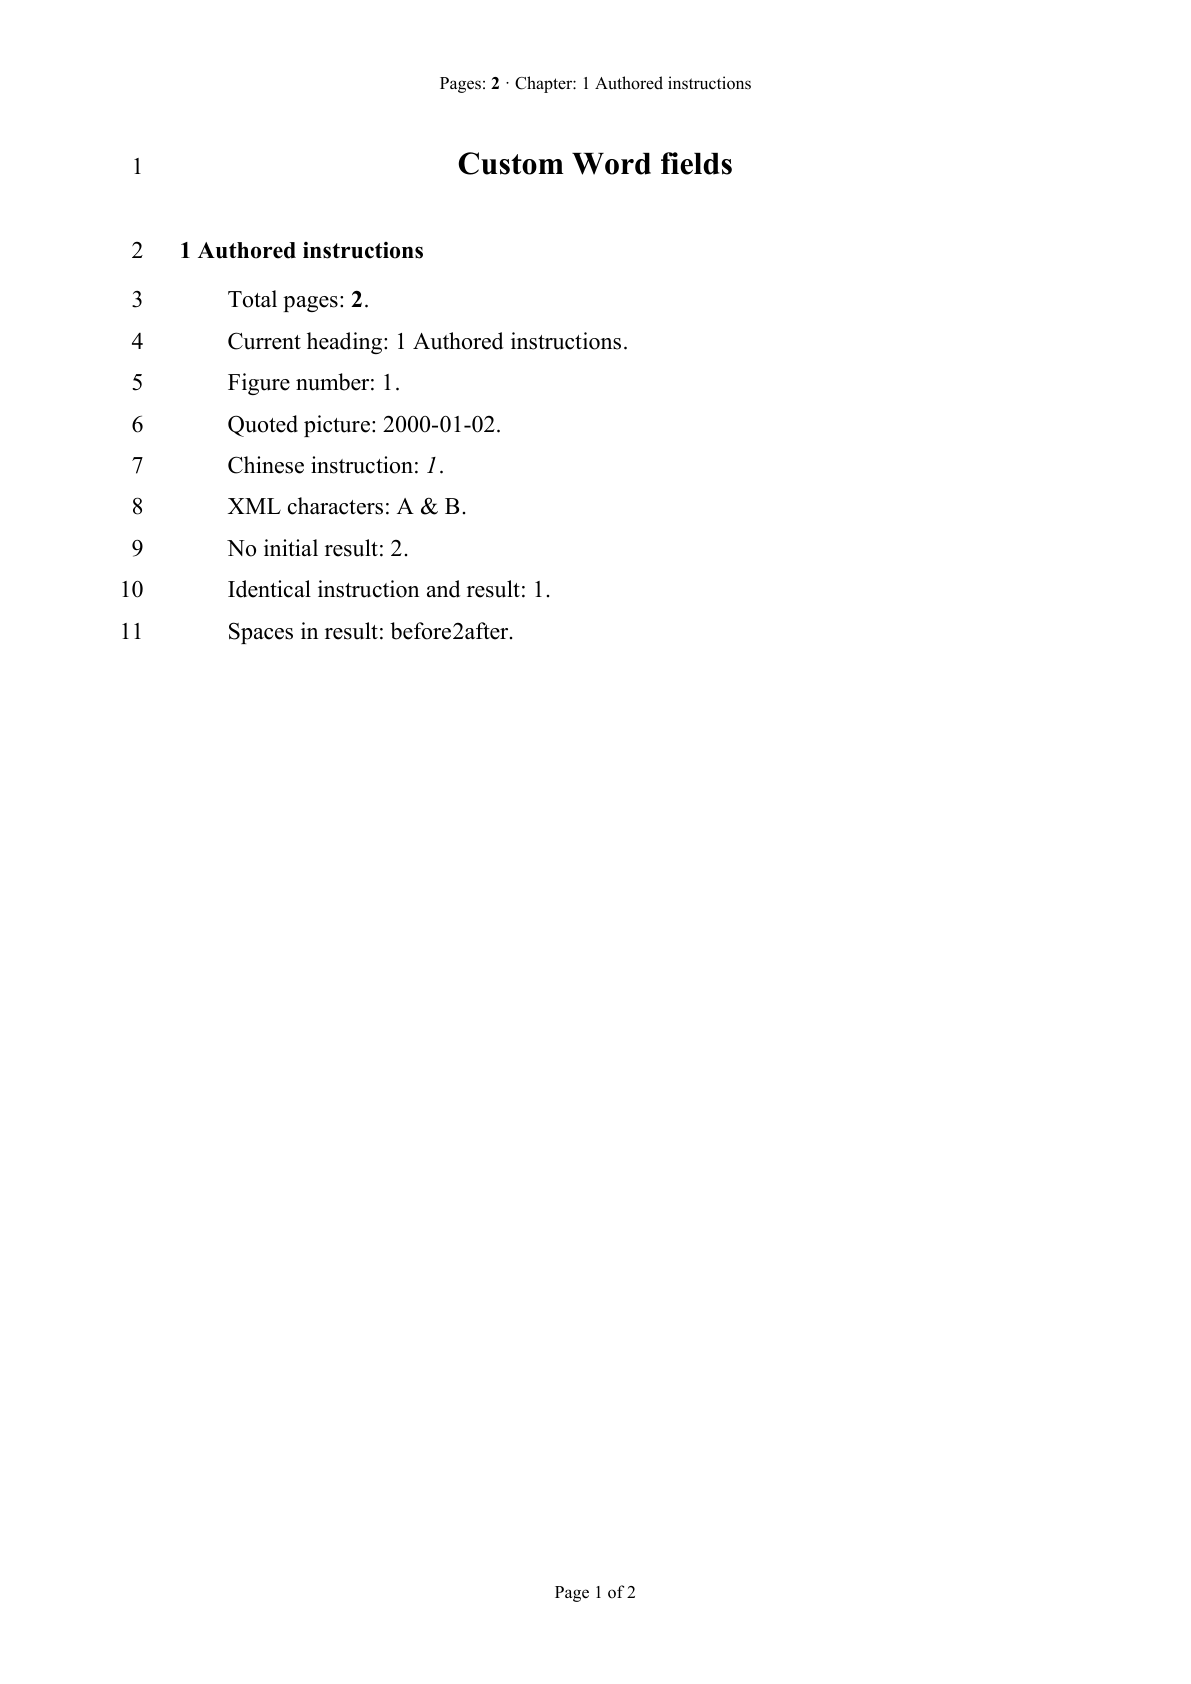 Pages: 2 · Chapter: 1 Authored instructions
1 Custom Word fields
2 1 Authored instructions
3 Total pages: 2.
4 Current heading: 1 Authored instructions.
5 Figure number: 1.
6 Quoted picture: 2000-01-02.
7 Chinese instruction: 1.
8 XML characters: A & B.
9 No initial result: 2.
10 Identical instruction and result: 1.
11 Spaces in result: before2after.
Page 1 of 2